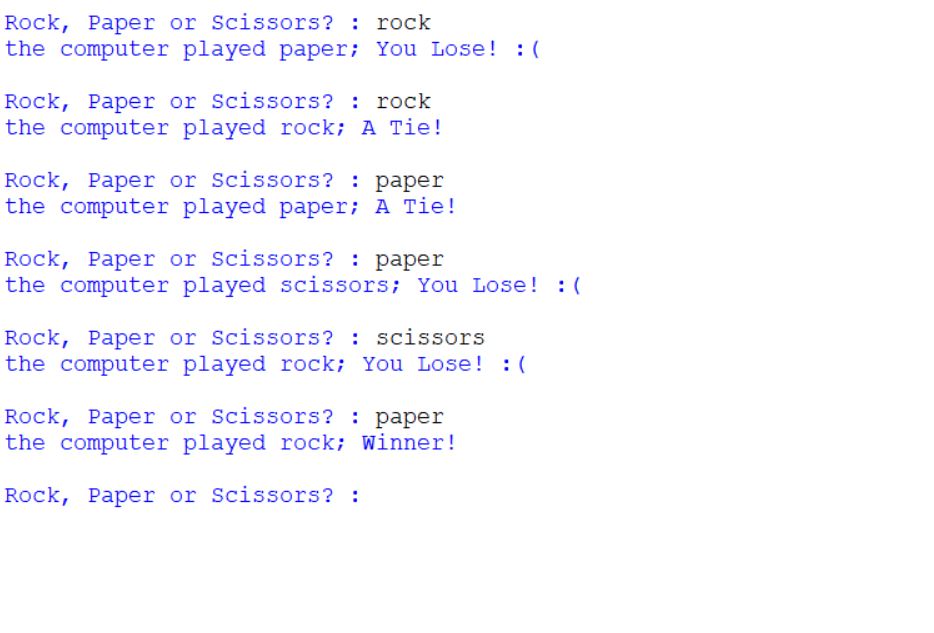 Rock, Paper or Scissors? : rock
the computer played paper; You Lose! :(
Rock, Paper or Scissors? : rock
the computer played rock; A Tie!
Rock, Paper or Scissors? : paper
the computer played paper; A Tie!
Rock, Paper or Scissors? : paper
the computer played scissors; You Lose! :(
Rock, Paper or Scissors? : scissors
the computer played rock; You Lose! :(
Rock, Paper or Scissors? : paper
the computer played rock; Winner!
Rock, Paper or Scissors? :